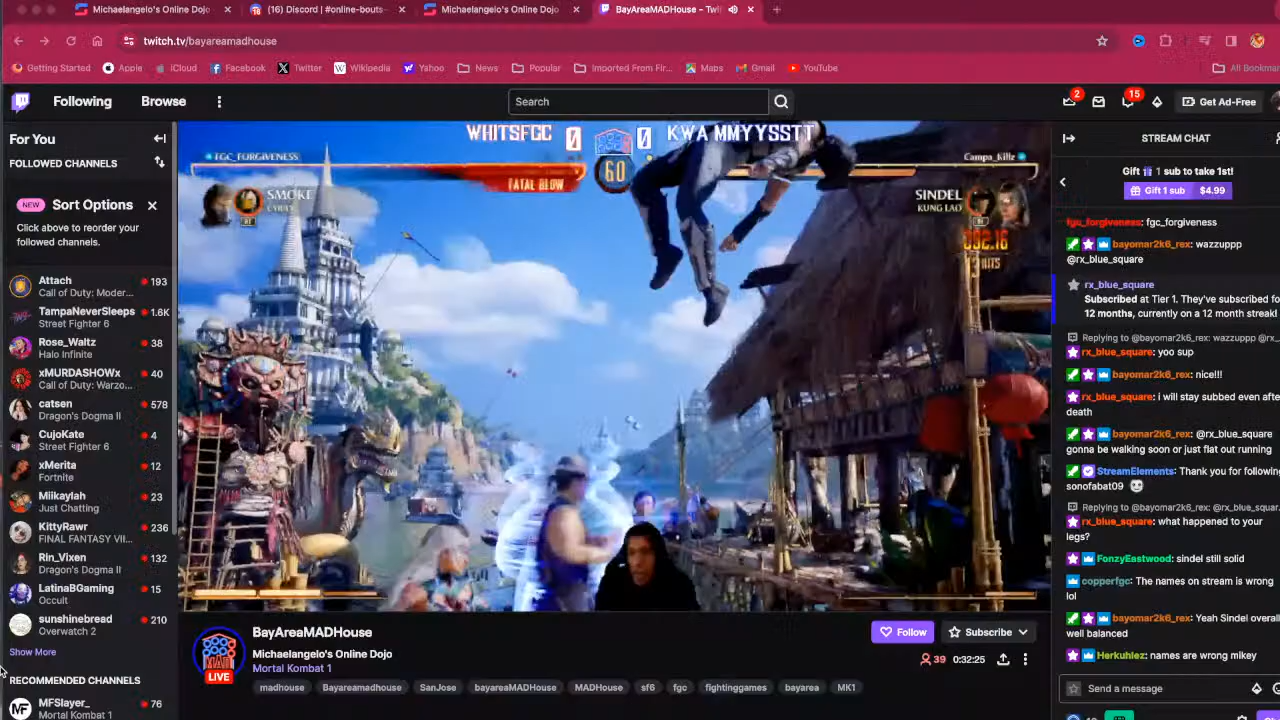 Michaelangelo's Online Dojo
(16) Discord | #online-bouts-
Michaelangelo's Online Dojo
BayAreaMADHouse - Twi
twitch.tv/bayareamadhouse
Getting Started
Apple
iCloud
Facebook
Twitter
Wikipedia
Yahoo
News
Popular
Imported From Fir...
Maps
Gmail
YouTube
All Bookmar
Following
Browse
Search
2
15
Get Ad-Free
For You
FOLLOWED CHANNELS
NEW Sort Options
Click above to reorder your
followed channels.
Attach 193
Call of Duty: Moder...
TampaNeverSleeps 1.6K
Street Fighter 6
Rose_Waltz 38
Halo Infinite
xMURDASHOWx 40
Call of Duty: Warzo...
catsen 578
Dragon's Dogma II
CujoKate 4
Street Fighter 6
xMerita 12
Fortnite
Miikaylah 23
Just Chatting
KittyRawr 236
FINAL FANTASY VII...
Rin_Vixen 132
Dragon's Dogma II
LatinaBGaming 15
Occult
sunshinebread 210
Overwatch 2
Show More
RECOMMENDED CHANNELS
MFSlayer_ 76
Mortal Kombat 1
WHITSFGC 0 0 KWA MMYYSSTT
FGC_FORGIVENESS
Campa_Killz
60
FATAL BLOW
SMOKE
SINDEL
KUNG LAO
HITS
LIVE
BayAreaMADHouse
Michaelangelo's Online Dojo
Mortal Kombat 1
madhouse
Bayareamadhouse
SanJose
bayareaMADHouse
MADHouse
sf6
fgc
fightinggames
bayarea
MK1
Follow
Subscribe
39
0:32:25
STREAM CHAT
Gift 1 sub to take 1st!
Gift 1 sub $4.99
fgc_forgiveness: fgc_forgiveness
bayomar2k6_rex: wazzuppp
@rx_blue_square
rx_blue_square
Subscribed at Tier 1. They've subscribed fo
12 months, currently on a 12 month streak!
Replying to @bayomar2k6_rex: wazzuppp @rx_...
rx_blue_square: yoo sup
bayomar2k6_rex: nice!!!
rx_blue_square: i will stay subbed even afte
death
bayomar2k6_rex: @rx_blue_square
gonna be walking soon or just flat out running
StreamElements: Thank you for following
sonofabat09
Replying to @bayomar2k6_rex: @rx_blue_squar...
rx_blue_square: what happened to your
legs?
FonzyEastwood: sindel still solid
copperfgc: The names on stream is wrong
lol
bayomar2k6_rex: Yeah Sindel overal
well balanced
Herkuhlez: names are wrong mikey
Send a message